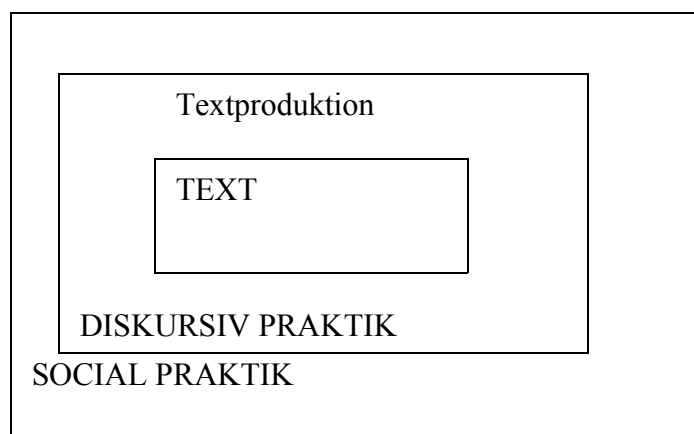 Textproduktion
TEXT
DISKURSIV PRAKTIK
SOCIAL PRAKTIK